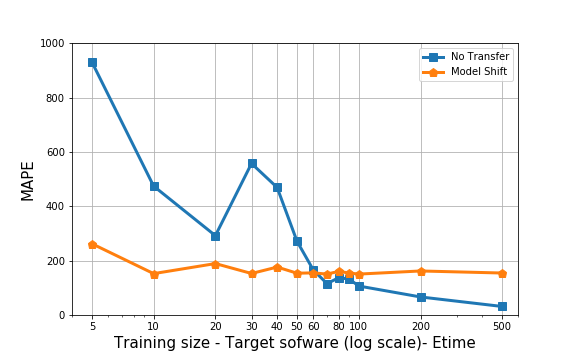 1000
800
600
400
200
0
MAPE
No Transfer
Model Shift
5 10 20 30 40 50 60 80 100 200 500
Training size - Target sofware (log scale)- Etime